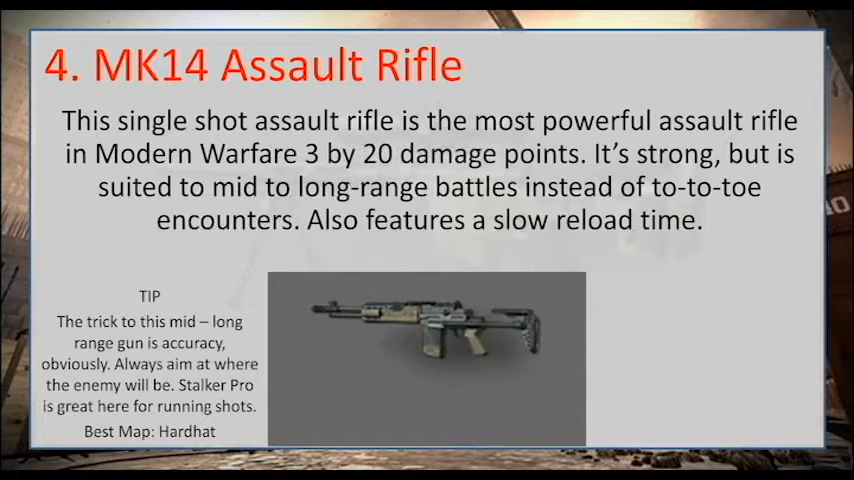 4. MK14 Assault Rifle
This single shot assault rifle is the most powerful assault rifle
in Modern Warfare 3 by 20 damage points. It's strong, but is
suited to mid to long-range battles instead of to-to-toe
encounters. Also features a slow reload time.
TIP
The trick to this mid – long
range gun is accuracy,
obviously. Always aim at where
the enemy will be. Stalker Pro
is great here for running shots.
Best Map: Hardhat